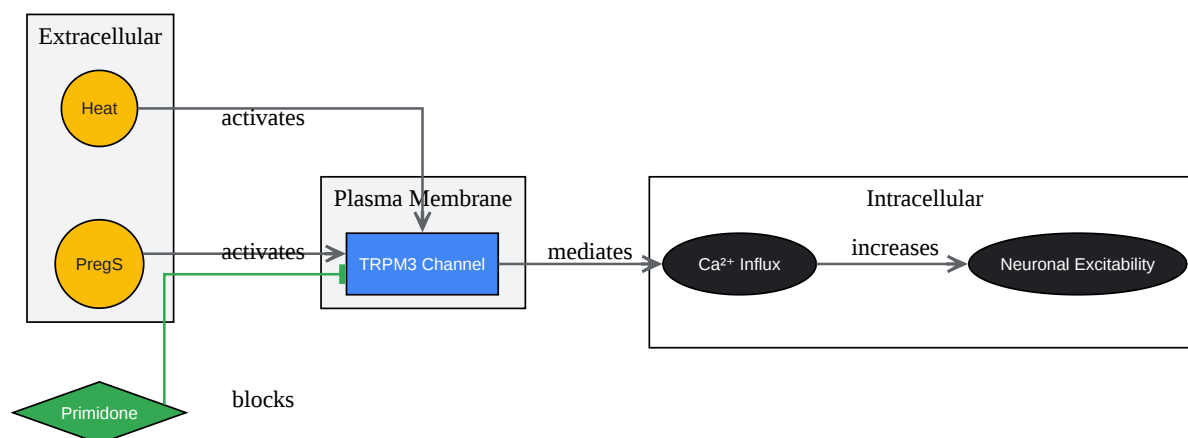 Extracellular
Heat
activates
Plasma Membrane
Intracellular
PregS
activates
TRPM3 Channel
mediates
Ca²⁺ Influx
increases
Neuronal Excitability
Primidone
blocks